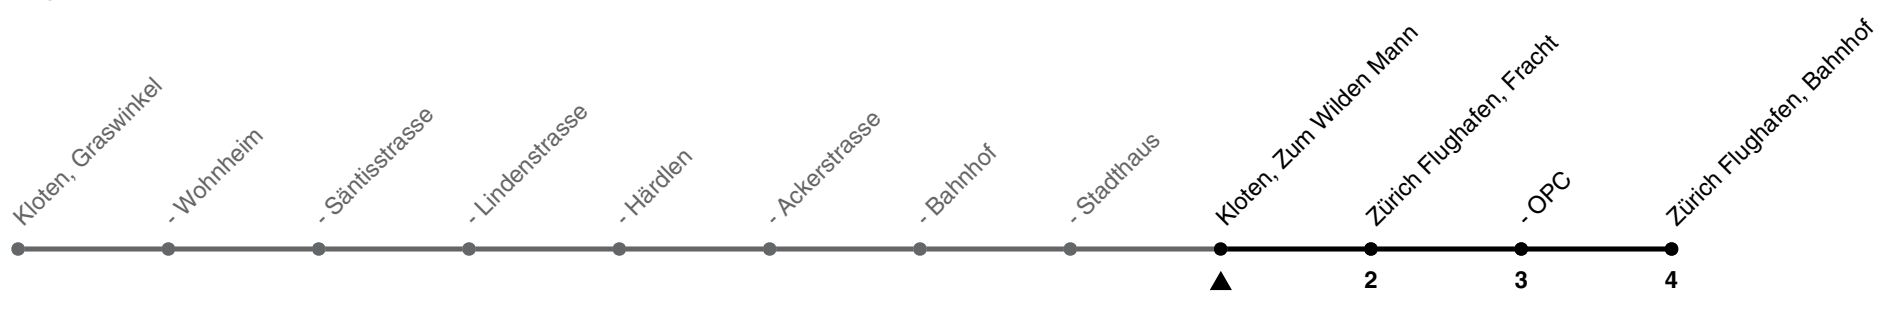 Kloten, Graswinkel
- Wohnheim
- Säntisstrasse
- Lindenstrasse
- Härdlen
- Ackerstrasse
- Bahnhof
- Stadthaus
Kloten, Zum Wilden Mann
Zürich Flughafen, Fracht
- OPC
Zürich Flughafen, Bahnhof
2
3
4